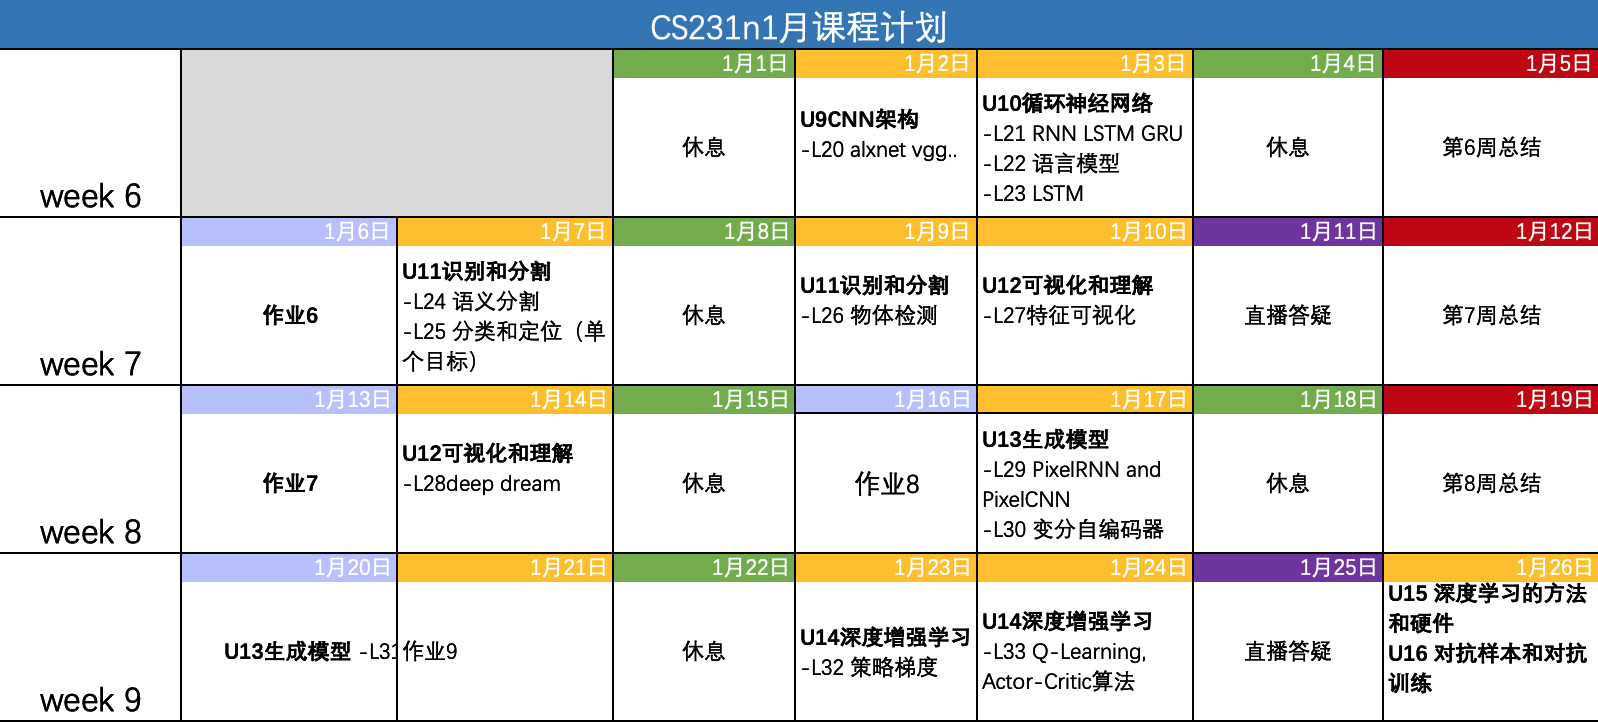 CS231n1月课程计划
1月1日
1月2日
1月3日
1月4日
1月5日
week 6
休息
U9CNN架构
-L20 alxnet vgg..
U10循环神经网络
-L21 RNN LSTM GRU
-L22 语言模型
-L23 LSTM
休息
第6周总结
1月6日
1月7日
1月8日
1月9日
1月10日
1月11日
1月12日
week 7
作业6
U11识别和分割
-L24 语义分割
-L25 分类和定位（单
个目标）
休息
U11识别和分割
-L26 物体检测
U12可视化和理解
-L27特征可视化
直播答疑
第7周总结
1月13日
1月14日
1月15日
1月16日
1月17日
1月18日
1月19日
week 8
作业7
U12可视化和理解
-L28deep dream
休息
作业8
U13生成模型
-L29 PixelRNN and
PixelCNN
-L30 变分自编码器
休息
第8周总结
1月20日
1月21日
1月22日
1月23日
1月24日
1月25日
1月26日
week 9
U13生成模型 -L31
作业9
休息
U14深度增强学习
-L32 策略梯度
U14深度增强学习
-L33 Q-Learning,
Actor-Critic算法
直播答疑
U15 深度学习的方法
和硬件
U16 对抗样本和对抗
训练